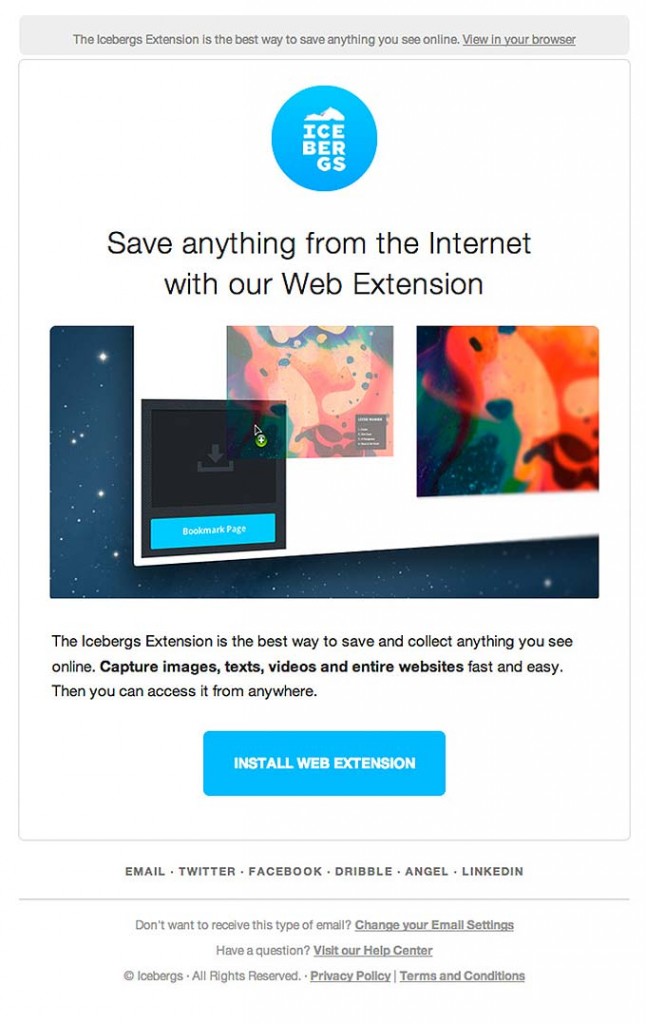 The Icebergs Extension is the best way to save anything you see online. View in your browser
ICE
BER
GS
Save anything from the Internet
with our Web Extension
Bookmark Page
The Icebergs Extension is the best way to save and collect anything you see
online. Capture images, texts, videos and entire websites fast and easy.
Then you can access it from anywhere.
INSTALL WEB EXTENSION
EMAIL · TWITTER · FACEBOOK · DRIBBLE · ANGEL · LINKEDIN
Don't want to receive this type of email? Change your Email Settings
Have a question? Visit our Help Center
© Icebergs · All Rights Reserved. · Privacy Policy | Terms and Conditions